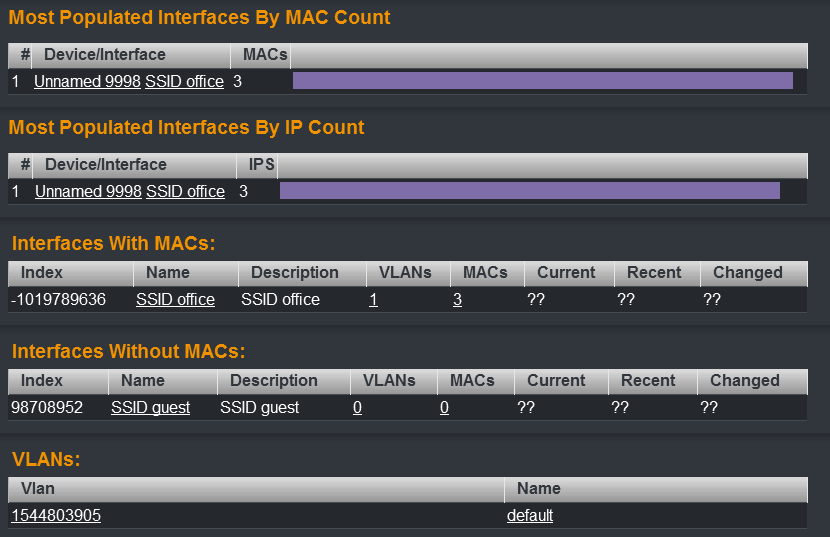 Most Populated Interfaces By MAC Count
# Device/Interface MACs
1 Unnamed 9998 SSID office 3
Most Populated Interfaces By IP Count
# Device/Interface IPS
1 Unnamed 9998 SSID office 3
Interfaces With MACs:
Index Name Description VLANs MACs Current Recent Changed
-1019789636 SSID office SSID office 1 3 ?? ?? ??
Interfaces Without MACs:
Index Name Description VLANs MACs Current Recent Changed
98708952 SSID guest SSID guest 0 0 ?? ?? ??
VLANs:
Vlan Name
1544803905 default